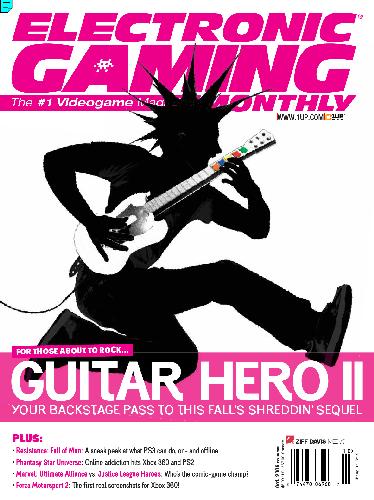 ELECTRONIC
GAMING
MONTHLY
The #1 Videogame
WWW.1UP.COM
FOR THOSE ABOUT TO ROCK...
GUITAR HERO II
YOUR BACKSTAGE PASS TO THIS FALL'S SHREDDIN' SEQUEL
PLUS:
• Resistance: Fall of Man: A sneak peek at what PS3 can do, on- and offline
• Phantasy Star Universe: Online addiction hits Xbox 360 and PS2
• Marvel: Ultimate Alliance vs. Justice League Heroes: Who's the comic-game champ?
• Forza Motorsport 2: The first real screenshots for Xbox 360!
ZIFF DAVIS